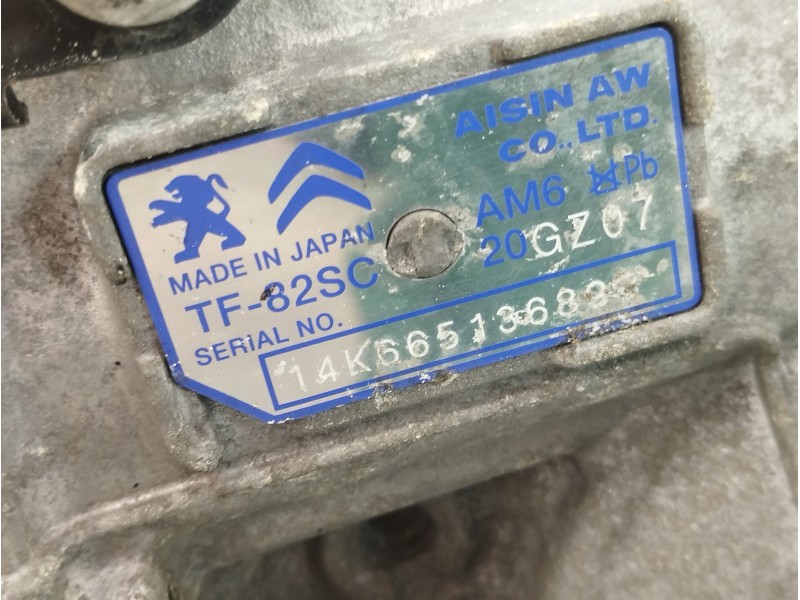 AISIN AW
CO., LTD.
AM6 Pb
20GZ07
MADE IN JAPAN
TF-82SC
SERIAL NO.